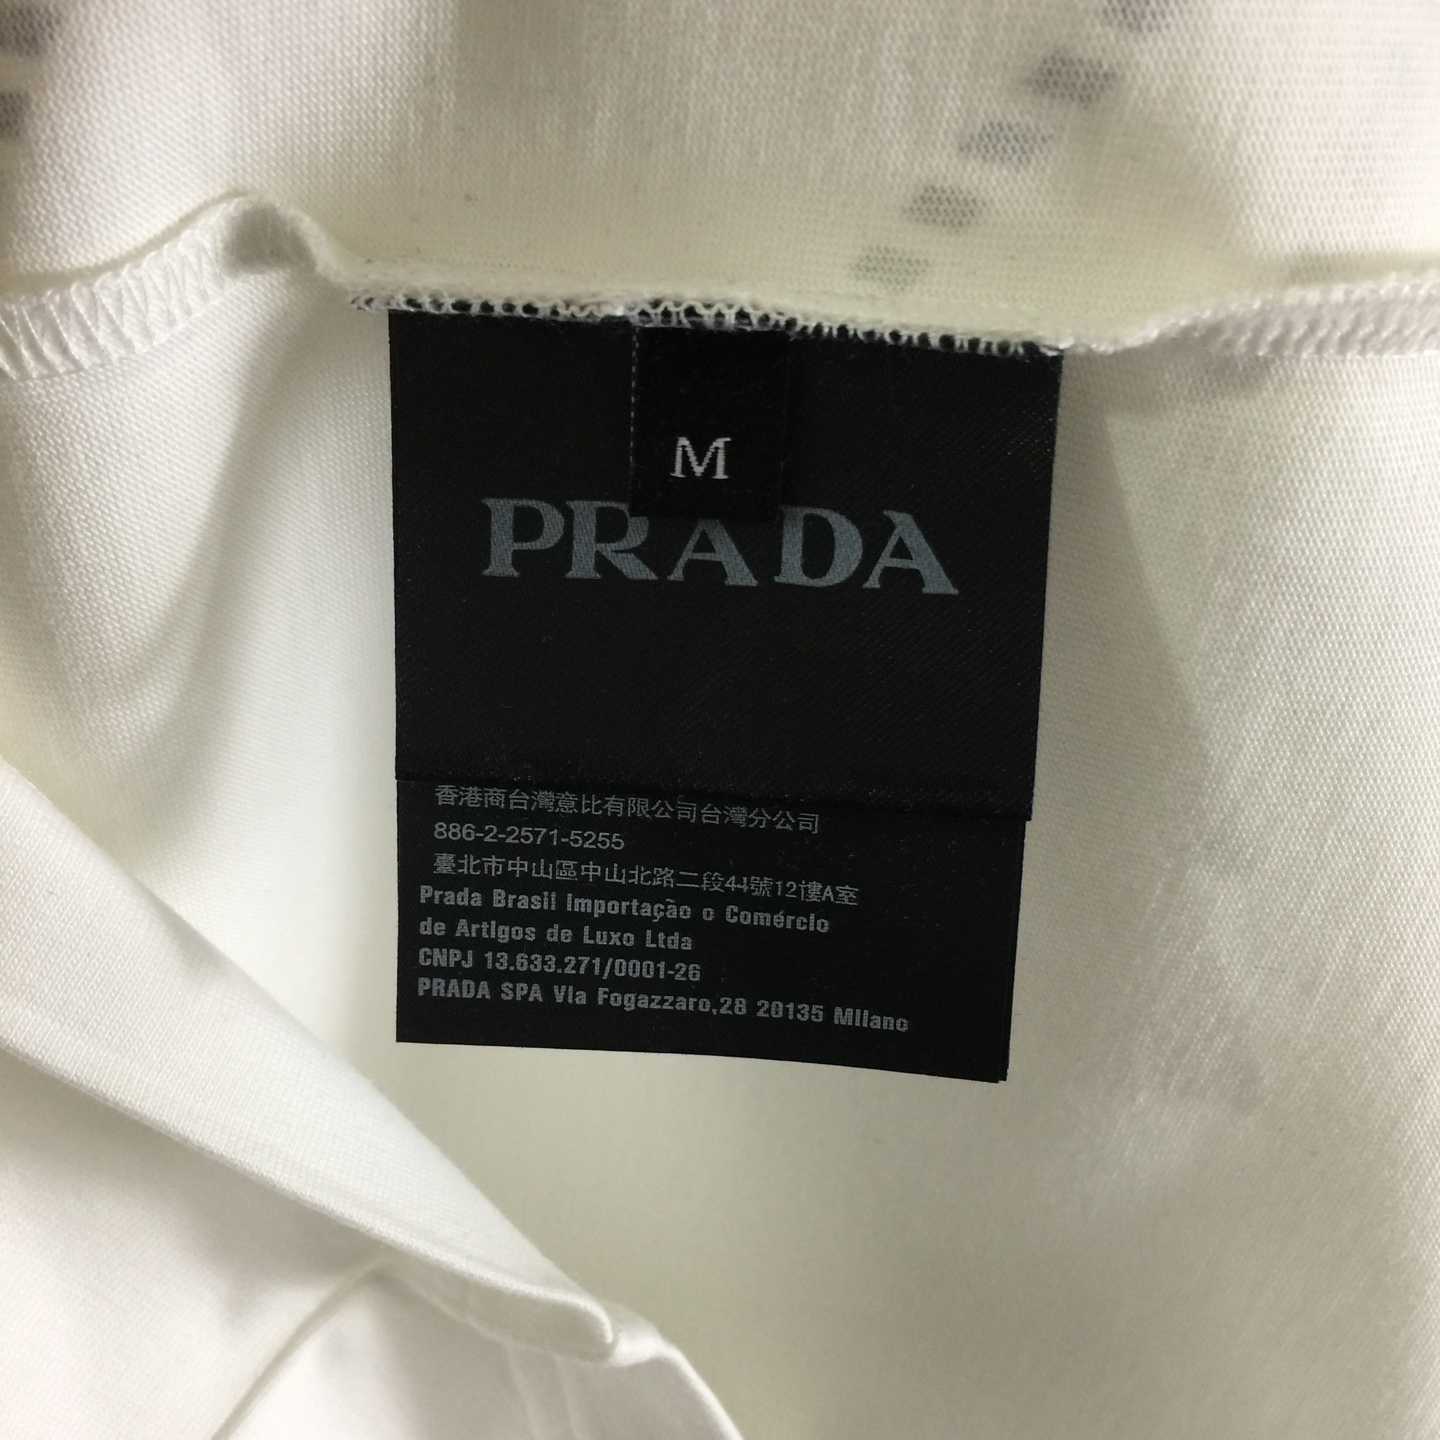 M
PRADA
香港商台灣意比有限公司台灣分公司
886-2-2571-5255
臺北市中山區中山北路二段44號12樓A室
Prada Brasil Importação o Comércio
de Artigos de Luxo Ltda
CNPJ 13.633.271/0001-26
PRADA SPA Via Fogazzaro,28 20135 Milano